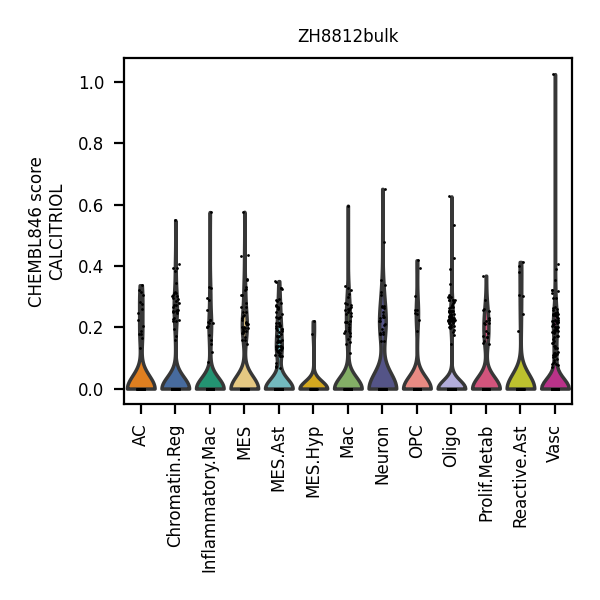 ZH8812bulk
CHEMBL846 score
CALCITRIOL
1.0
0.8
0.6
0.4
0.2
0.0
AC
Chromatin.Reg
Inflammatory.Mac
MES
MES.Ast
MES.Hyp
Mac
Neuron
OPC
Oligo
Prolif.Metab
Reactive.Ast
Vasc